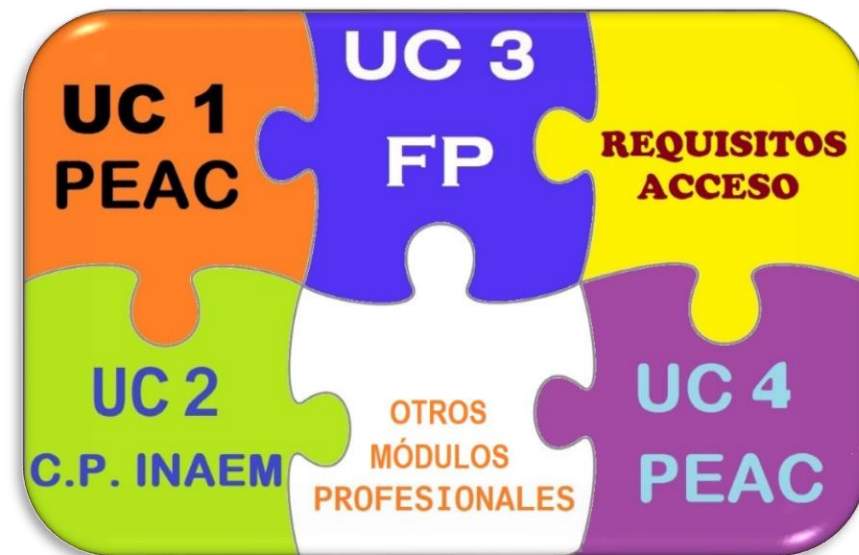 UC 1
PEAC
UC 3
FP
REQUISITOS
ACCESO
UC 2
C.P. INAEM
OTROS
MÓDULOS
PROFESIONALES
UC 4
PEAC